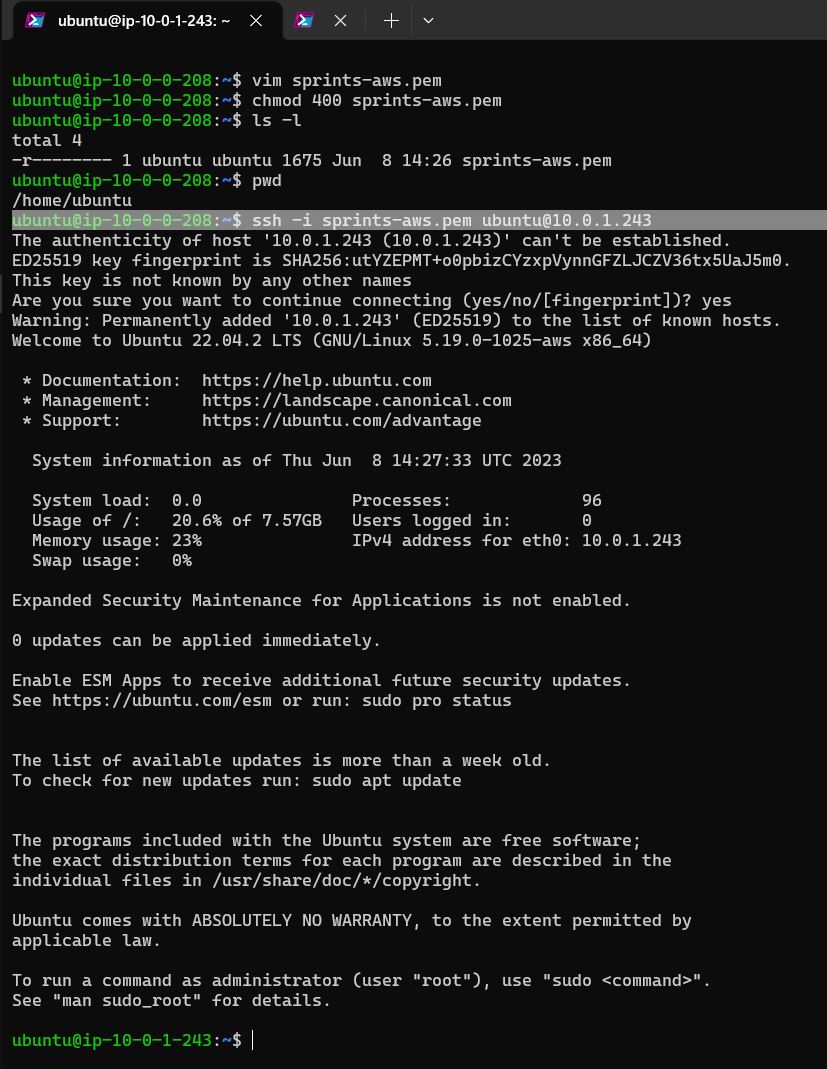 ubuntu@ip-10-0-1-243: ~
ubuntu@ip-10-0-0-208:~$ vim sprints-aws.pem
ubuntu@ip-10-0-0-208:~$ chmod 400 sprints-aws.pem
ubuntu@ip-10-0-0-208:~$ ls -l
total 4
-r-------- 1 ubuntu ubuntu 1675 Jun  8 14:26 sprints-aws.pem
ubuntu@ip-10-0-0-208:~$ pwd
/home/ubuntu
ubuntu@ip-10-0-0-208:~$ ssh -i sprints-aws.pem ubuntu@10.0.1.243
The authenticity of host '10.0.1.243 (10.0.1.243)' can't be established.
ED25519 key fingerprint is SHA256:utYZEPMT+o0pbizCYzxpVynnGFZLJCZV36tx5UaJ5m0.
This key is not known by any other names
Are you sure you want to continue connecting (yes/no/[fingerprint])? yes
Warning: Permanently added '10.0.1.243' (ED25519) to the list of known hosts.
Welcome to Ubuntu 22.04.2 LTS (GNU/Linux 5.19.0-1025-aws x86_64)
 * Documentation:  https://help.ubuntu.com
 * Management:     https://landscape.canonical.com
 * Support:        https://ubuntu.com/advantage
  System information as of Thu Jun  8 14:27:33 UTC 2023
  System load:  0.0               Processes:             96
  Usage of /:   20.6% of 7.57GB   Users logged in:       0
  Memory usage: 23%               IPv4 address for eth0: 10.0.1.243
  Swap usage:   0%
Expanded Security Maintenance for Applications is not enabled.
0 updates can be applied immediately.
Enable ESM Apps to receive additional future security updates.
See https://ubuntu.com/esm or run: sudo pro status
The list of available updates is more than a week old.
To check for new updates run: sudo apt update
The programs included with the Ubuntu system are free software;
the exact distribution terms for each program are described in the
individual files in /usr/share/doc/*/copyright.
Ubuntu comes with ABSOLUTELY NO WARRANTY, to the extent permitted by
applicable law.
To run a command as administrator (user "root"), use "sudo <command>".
See "man sudo_root" for details.
ubuntu@ip-10-0-1-243:~$